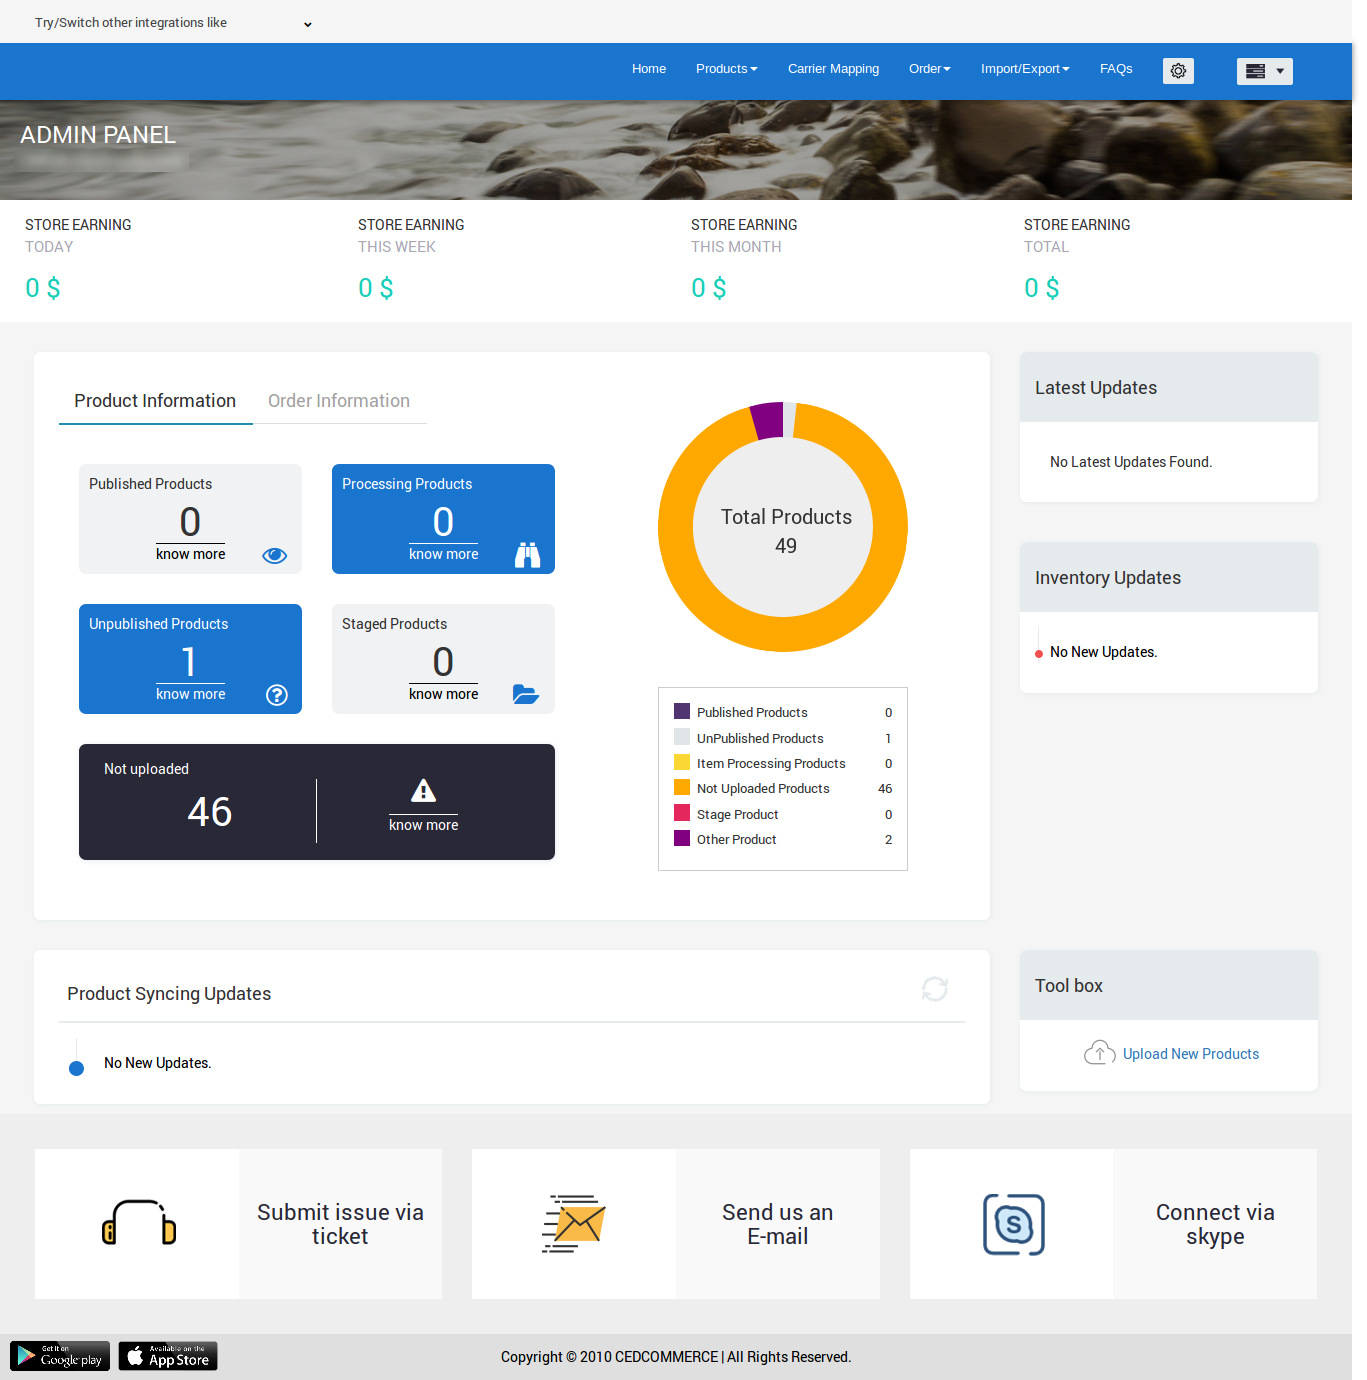 Try/Switch other integrations like
Home Products Carrier Mapping Order Import/Export FAQs
ADMIN PANEL
STORE EARNING
TODAY
0 $
STORE EARNING
THIS WEEK
0 $
STORE EARNING
THIS MONTH
0 $
STORE EARNING
TOTAL
0 $
Product Information Order Information
Published Products
0
know more
Processing Products
0
know more
Unpublished Products
1
know more
Staged Products
0
know more
Not uploaded
46
know more
Total Products
49
Published Products 0
UnPublished Products 1
Item Processing Products 0
Not Uploaded Products 46
Stage Product 0
Other Product 2
Latest Updates
No Latest Updates Found.
Inventory Updates
No New Updates.
Product Syncing Updates
No New Updates.
Tool box
Upload New Products
Submit issue via
ticket
Send us an
E-mail
S
Connect via
skype
Get it on
Google play
Available on the
App Store
Copyright © 2010 CEDCOMMERCE | All Rights Reserved.